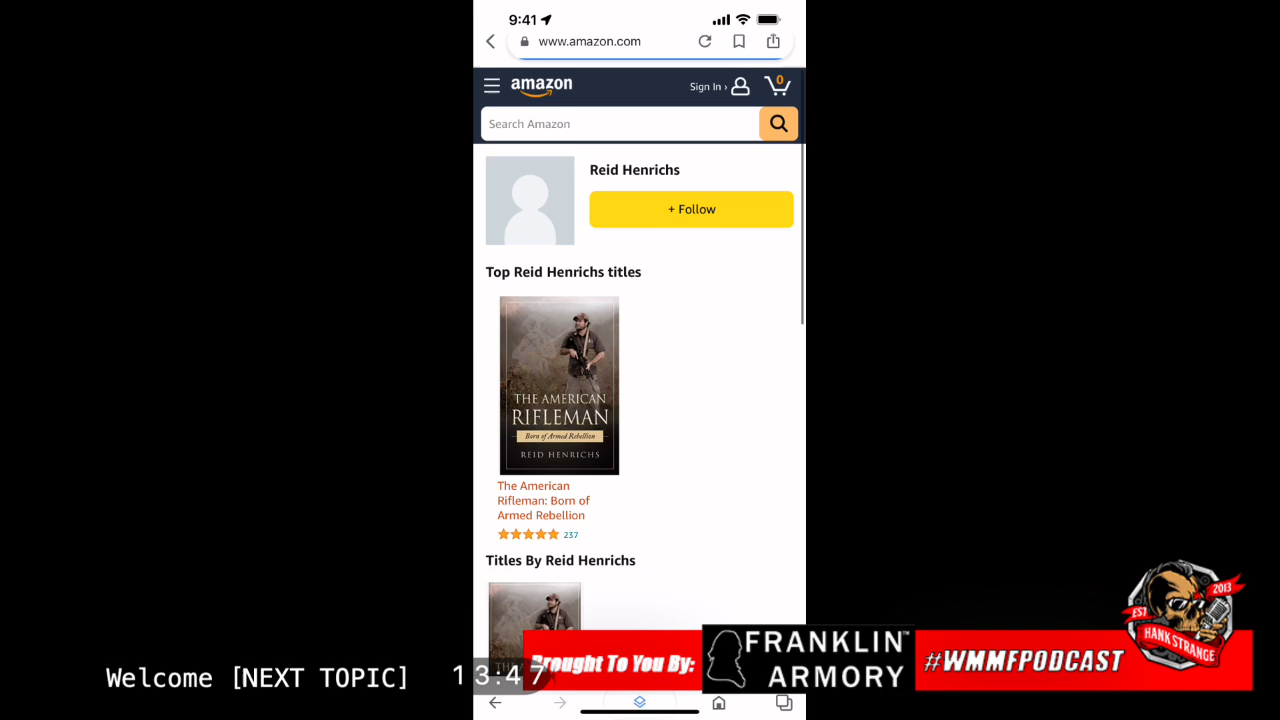 9:41
www.amazon.com
amazon
Sign In ›
0
Search Amazon
Reid Henrichs
+ Follow
Top Reid Henrichs titles
THE AMERICAN
RIFLEMAN
Born of Armed Rebellion
REID HENRICHS
The American
Rifleman: Born of
Armed Rebellion
237
Titles By Reid Henrichs
Welcome [NEXT TOPIC]
13:47
Brought To You By:
FRANKLIN™
ARMORY
#WMMFPODCAST
EST
2013
HANK STRANGE